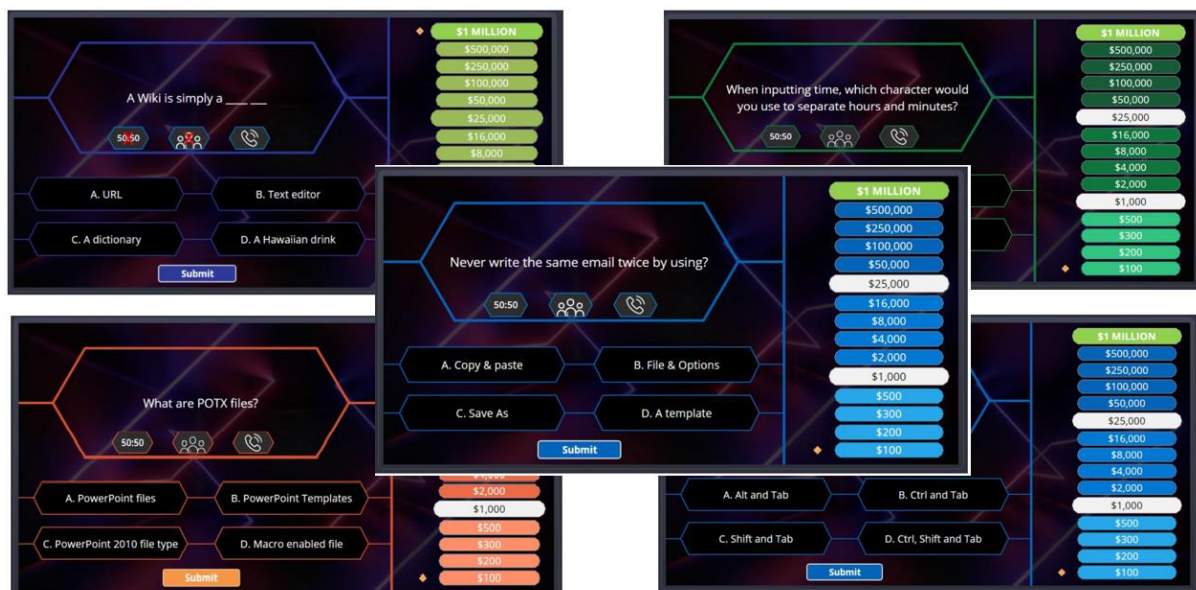 A Wiki is simply a ____ ___
50:50
A. URL
B. Text editor
C. A dictionary
D. A Hawaiian drink
Submit
$1 MILLION
$500,000
$250,000
$100,000
$50,000
$25,000
$16,000
$8,000
When inputting time, which character would
you use to separate hours and minutes?
50:50
$1 MILLION
$500,000
$250,000
$100,000
$50,000
$25,000
$16,000
$8,000
$4,000
$2,000
$1,000
$500
$300
$200
$100
Never write the same email twice by using?
50:50
A. Copy & paste
B. File & Options
C. Save As
D. A template
Submit
$1 MILLION
$500,000
$250,000
$100,000
$50,000
$25,000
$16,000
$8,000
$4,000
$2,000
$1,000
$500
$300
$200
$100
What are POTX files?
50:50
A. PowerPoint files
B. PowerPoint Templates
C. PowerPoint 2010 file type
D. Macro enabled file
Submit
$2,000
$1,000
$500
$300
$200
$100
A. Alt and Tab
B. Ctrl and Tab
C. Shift and Tab
D. Ctrl, Shift and Tab
Submit
$1 MILLION
$500,000
$250,000
$100,000
$50,000
$25,000
$16,000
$8,000
$4,000
$2,000
$1,000
$500
$300
$200
$100